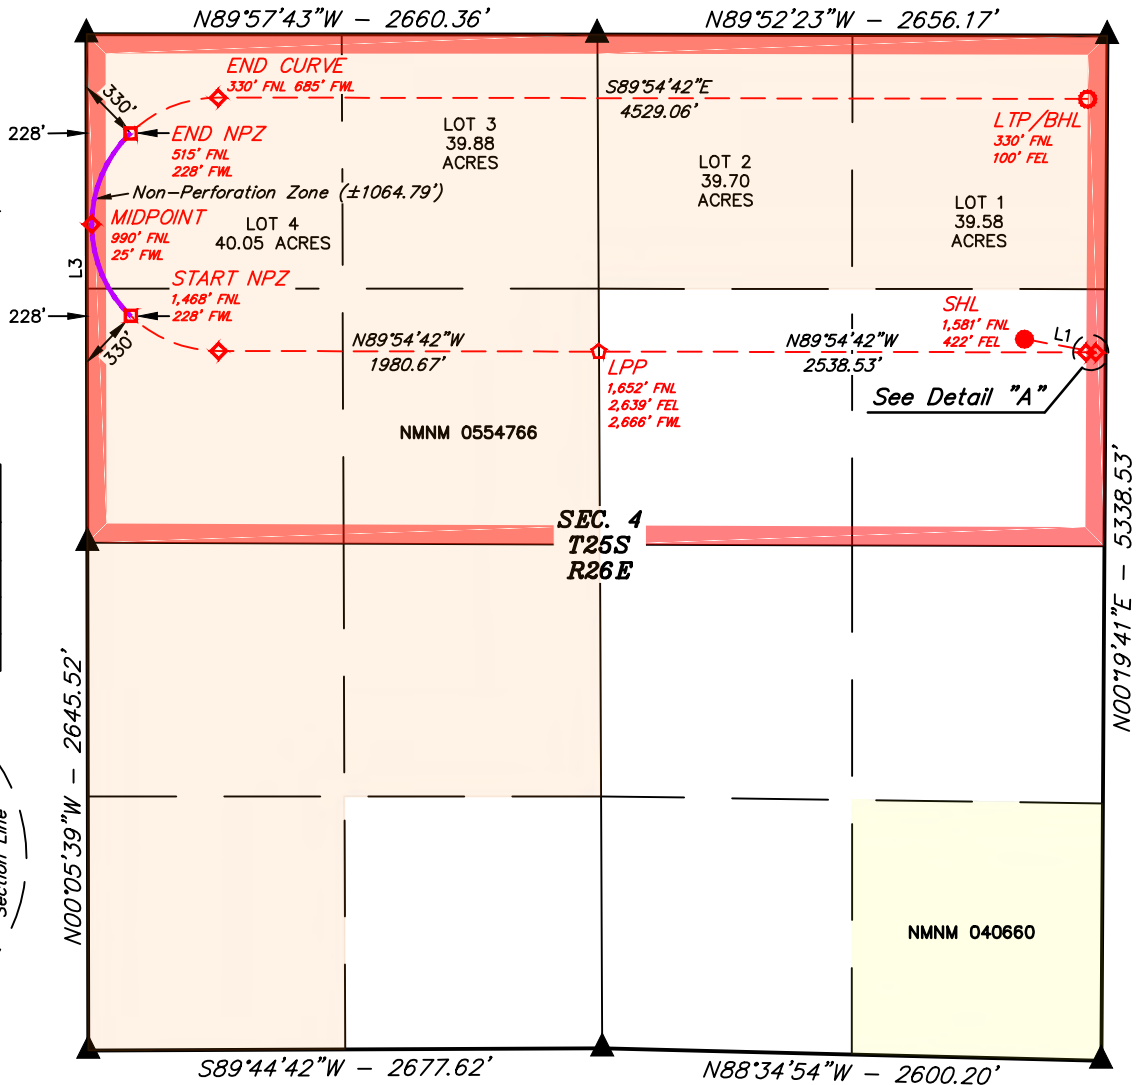 N89°57'43"W - 2660.36'
N89°52'23"W - 2656.17'
END CURVE
330' FNL 685' FWL
S89°54'42"E
4529.06'
330'
228'
END NPZ
515' FNL
228' FWL
LTP/BHL
330' FNL
100' FEL
LOT 3
39.88
ACRES
LOT 2
39.70
ACRES
LOT 1
39.58
ACRES
Non-Perforation Zone (±1064.79')
MIDPOINT
990' FNL
25' FWL
LOT 4
40.05 ACRES
L3
START NPZ
1,468' FNL
228' FWL
228'
330'
N89°54'42"W
1980.67'
SHL
1,581' FNL
422' FEL
L1
N89°54'42"W
2538.53'
LPP
1,652' FNL
2,639' FEL
2,666' FWL
See Detail "A"
NMNM 0554766
SEC. 4
T25S
R26E
N00°19'41"E - 5338.53'
N00°05'39"W - 2645.52'
Section Line
NMNM 040660
S89°44'42"W - 2677.62'
N88°34'54"W - 2600.20'